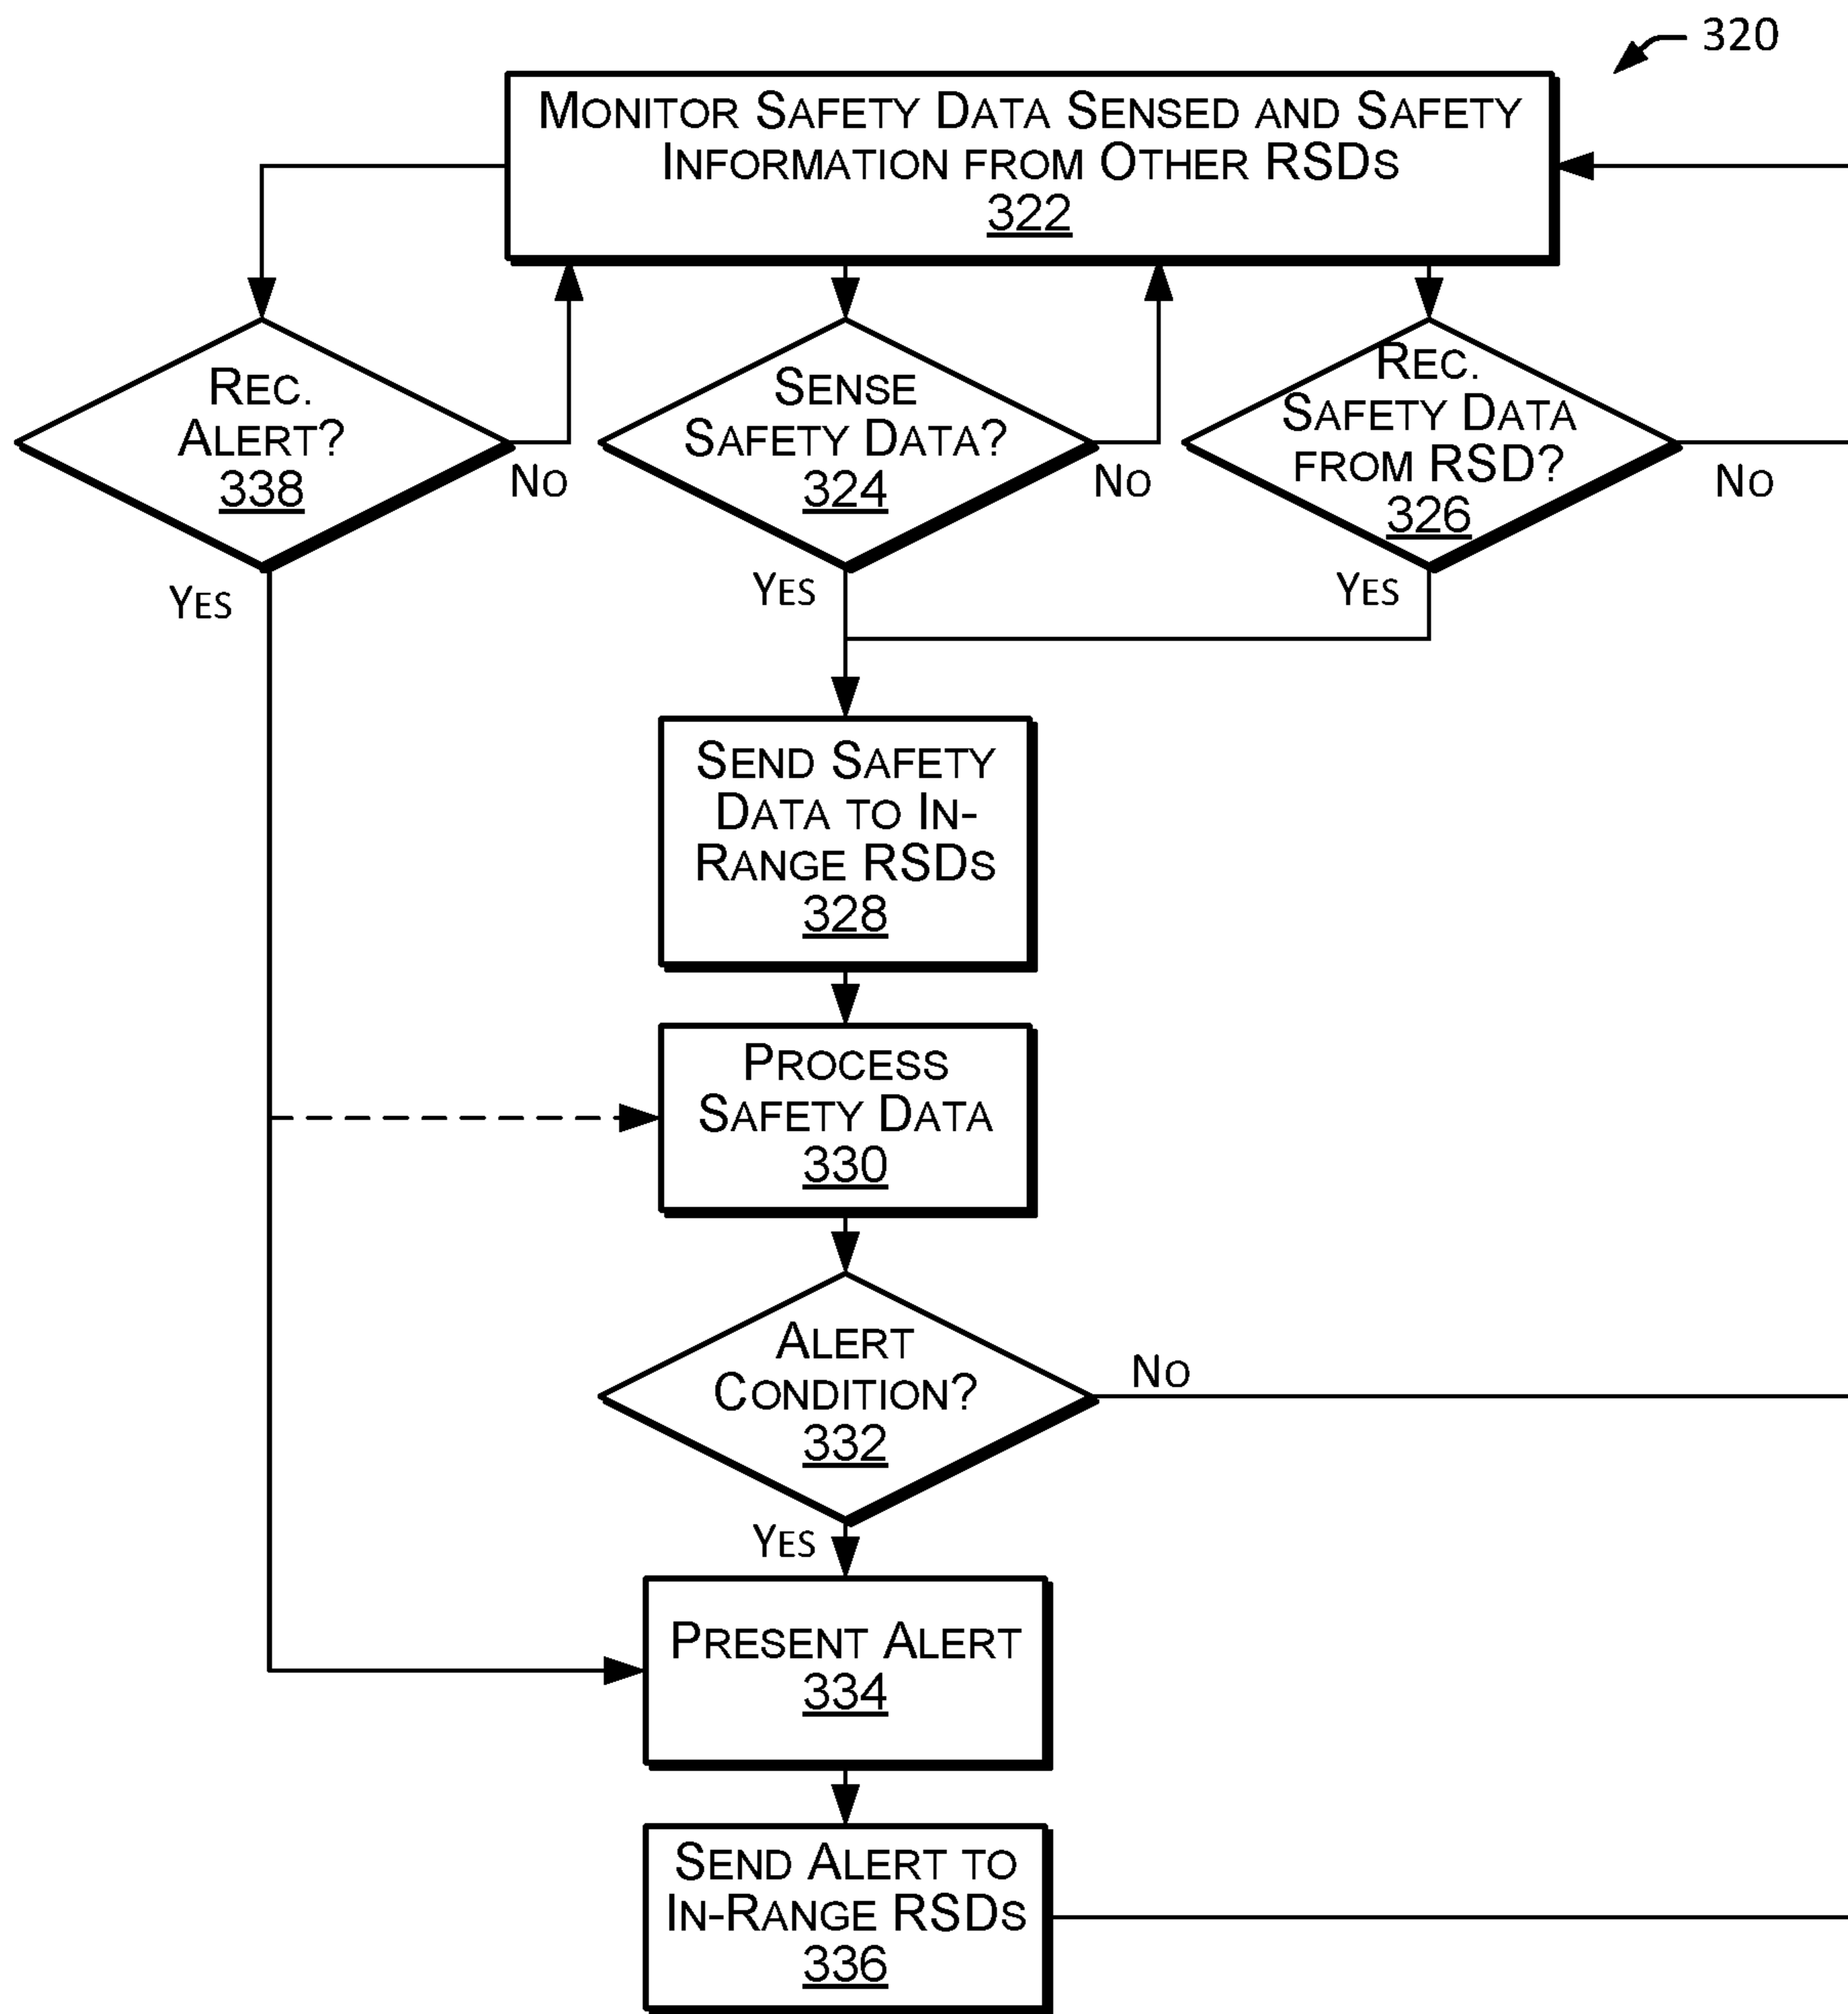 320
Monitor Safety Data Sensed and Safety
Information from Other RSDs
322
Rec.
Alert?
338
No
Yes
Sense
Safety Data?
324
No
Yes
Rec.
Safety Data
from RSD?
326
No
Yes
Send Safety
Data to In-
Range RSDs
328
Process
Safety Data
330
Alert
Condition?
332
No
Yes
Present Alert
334
Send Alert to
In-Range RSDs
336